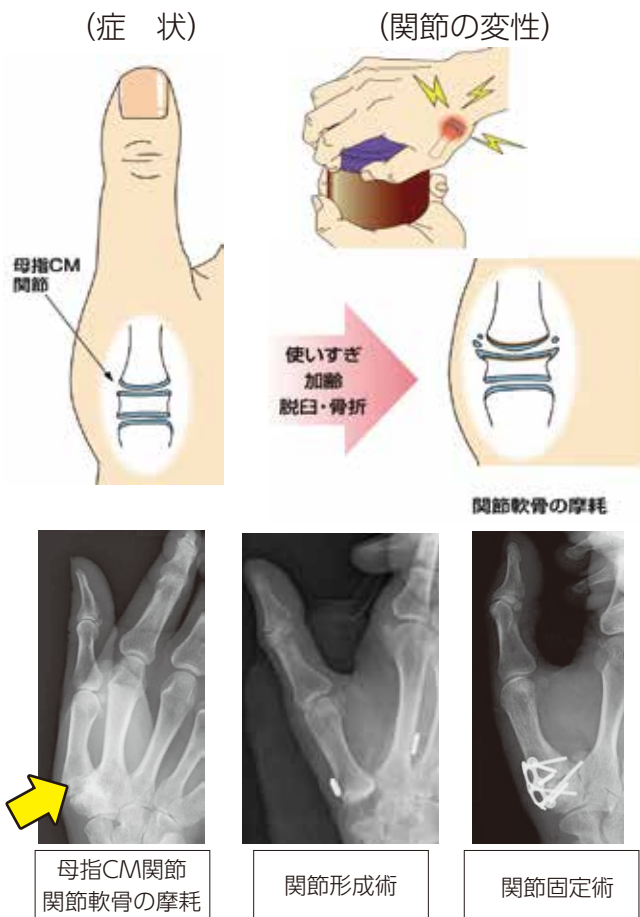 (症　状)
(関節の変性)
母指CM
関節
使いすぎ
加齢
脱臼・骨折
関節軟骨の摩耗
母指CM関節
関節軟骨の摩耗
関節形成術
関節固定術